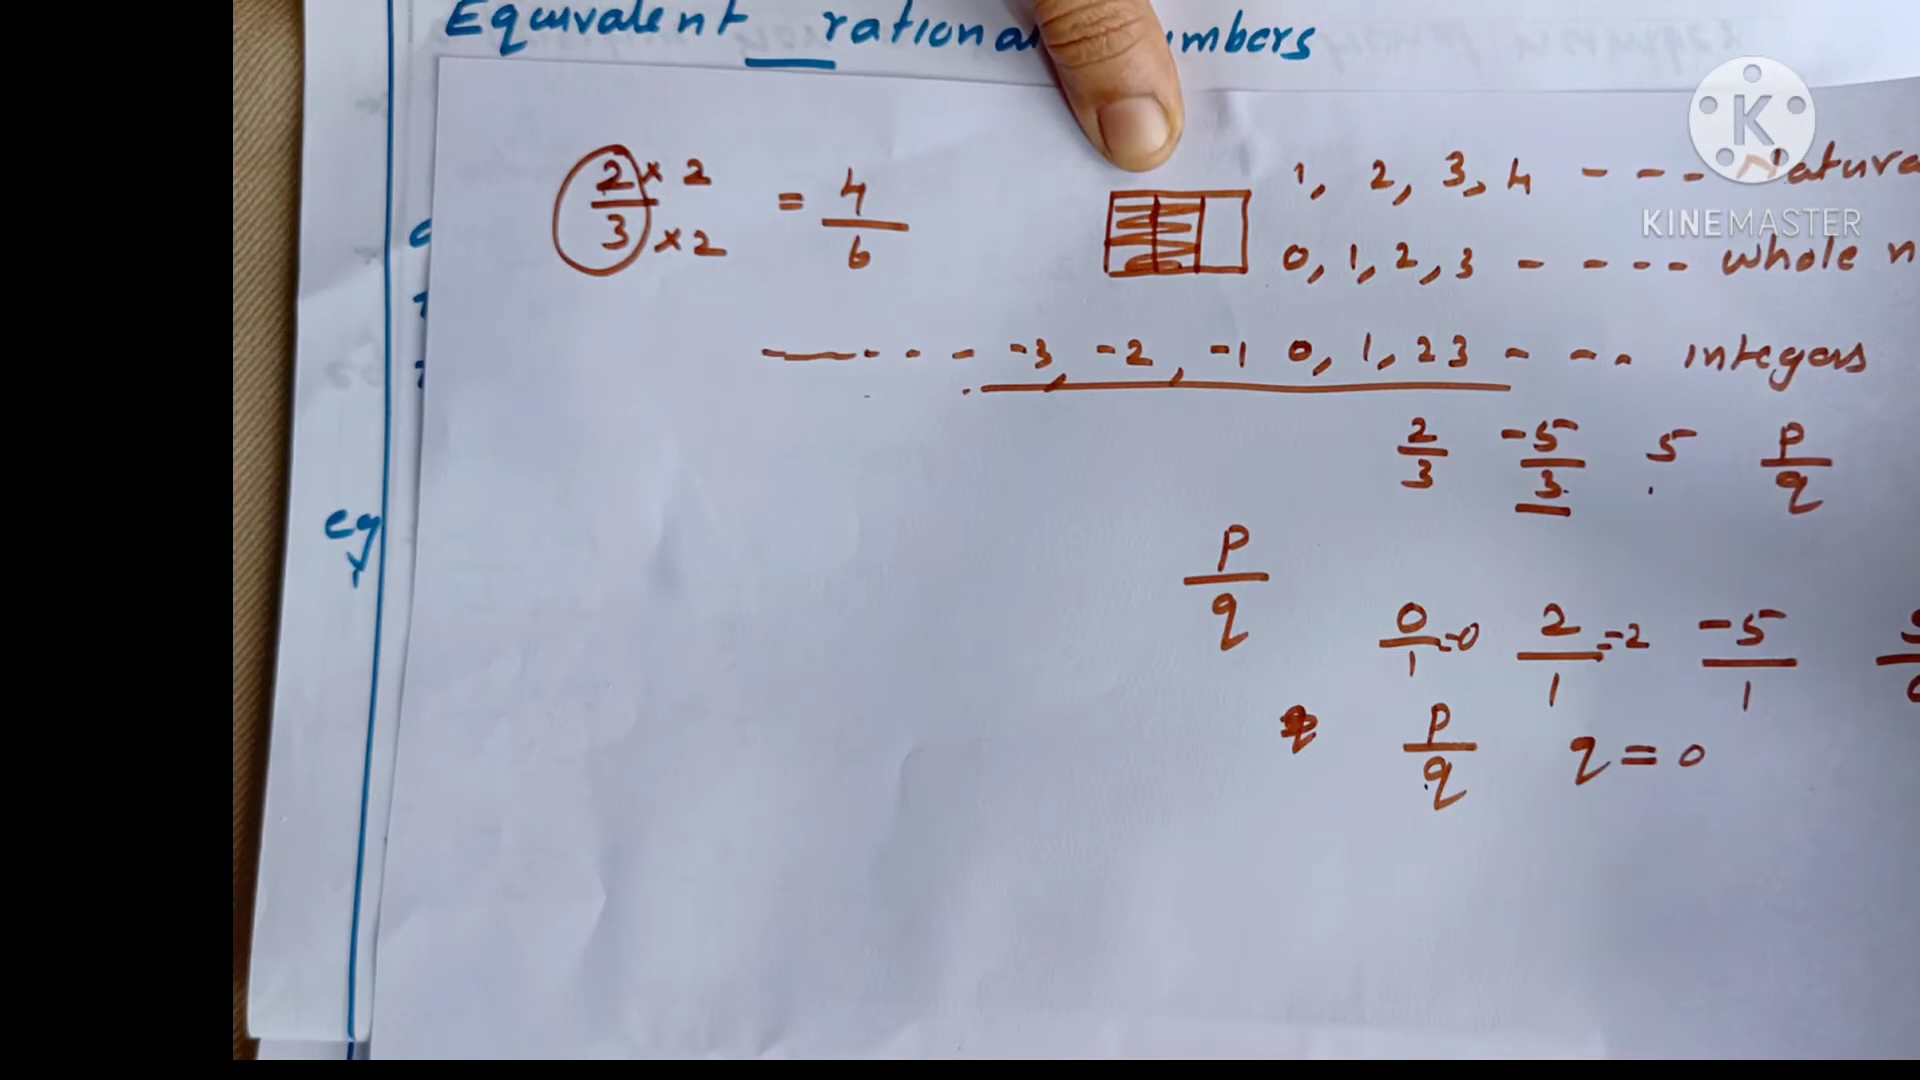 Equivalent rational numbers
2/3 × 2/× 2 = 4/6
1, 2, 3, 4 - - -
0, 1, 2, 3 - - - - whole
- - - -3, -2, -1 0, 1, 2 3 - - - integers
2/3 -5/3 5 p/q
p/q
0/1 = 0 2/1 = 2 -5/1
p/q q = 0
eg
K
KINEMASTER